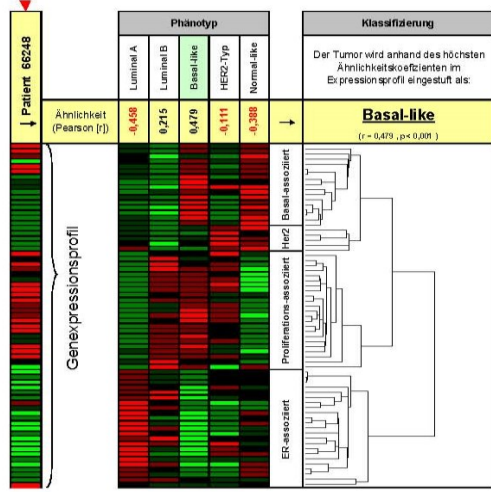 Patient 66248
Phänotyp
Luminal A
Luminal B
Basal-like
HER2-Typ
Normal-like
Klassifizierung
Der Tumor wird anhand des höchsten
Ähnlichkeitskoefizienten im
Expressionsprofil eingestuft als:
Ähnlichkeit
(Pearson [r])
-0,458
0,215
0,479
-0,111
-0,388
Basal-like
(r = 0,479 , p < 0,001)
Genexpressionsprofil
Basal-assoziiert
Her2
Proliferations-assoziiert
ER-assoziiert